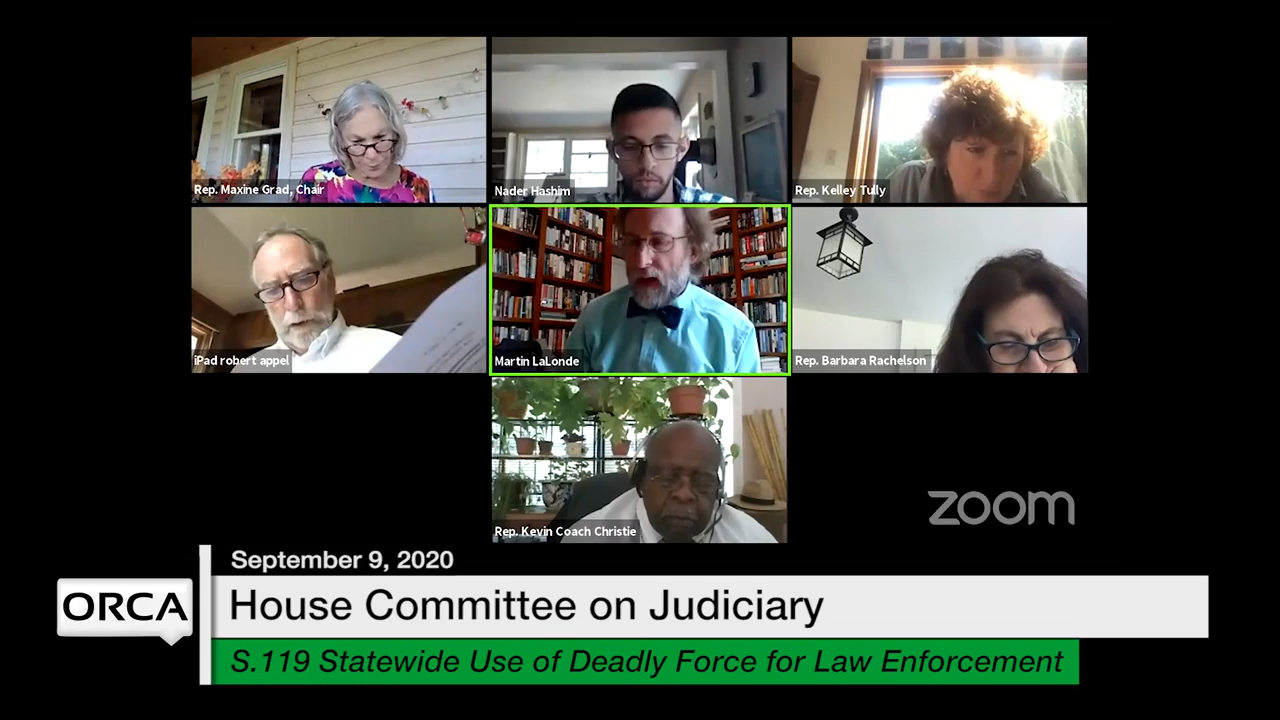 Rep. Maxine Grad, Chair
Nader Hashim
Rep. Kelley Tully
iPad robert appel
Martin LaLonde
Rep. Barbara Rachelson
Rep. Kevin Coach Christie
zoom
September 9, 2020
ORCA
House Committee on Judiciary
S.119 Statewide Use of Deadly Force for Law Enforcement